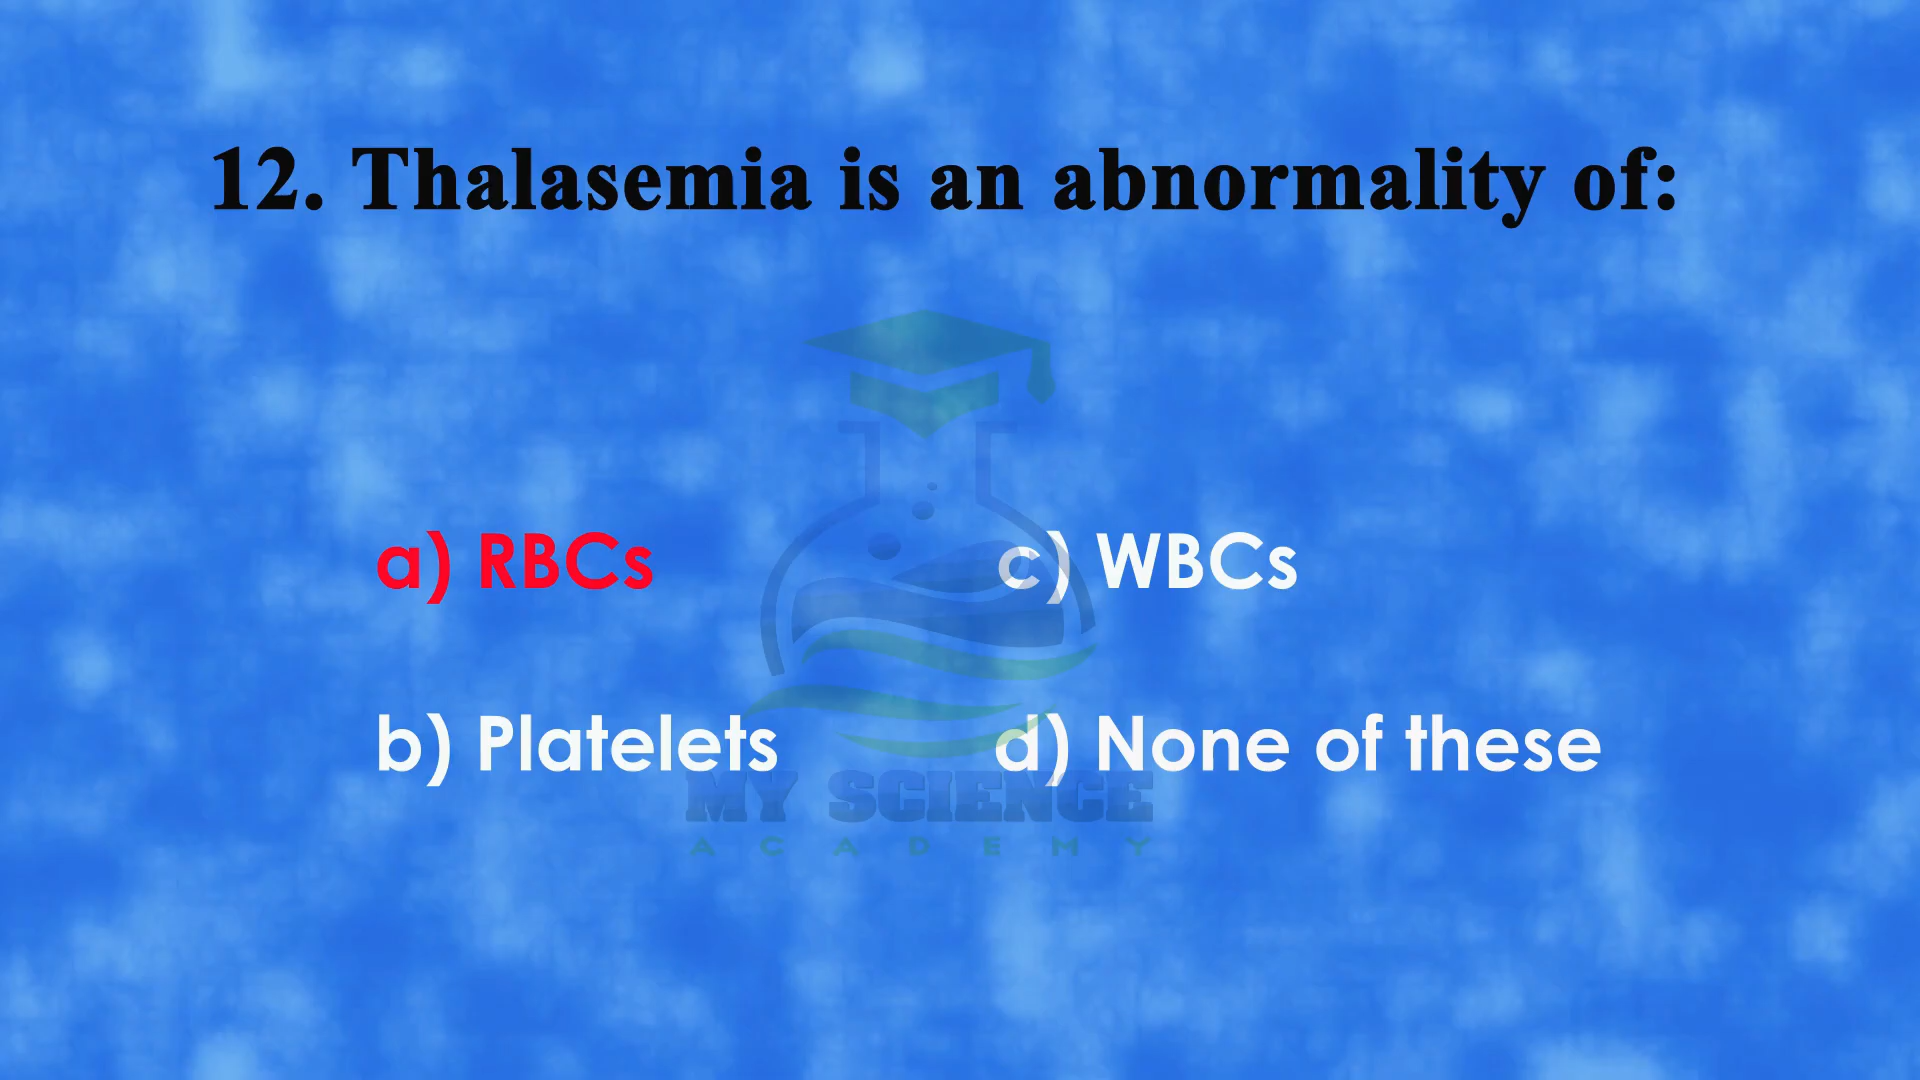 12. Thalasemia is an abnormality of:
a) RBCs
c) WBCs
b) Platelets
d) None of these
MY SCIENCE
ACADEMY